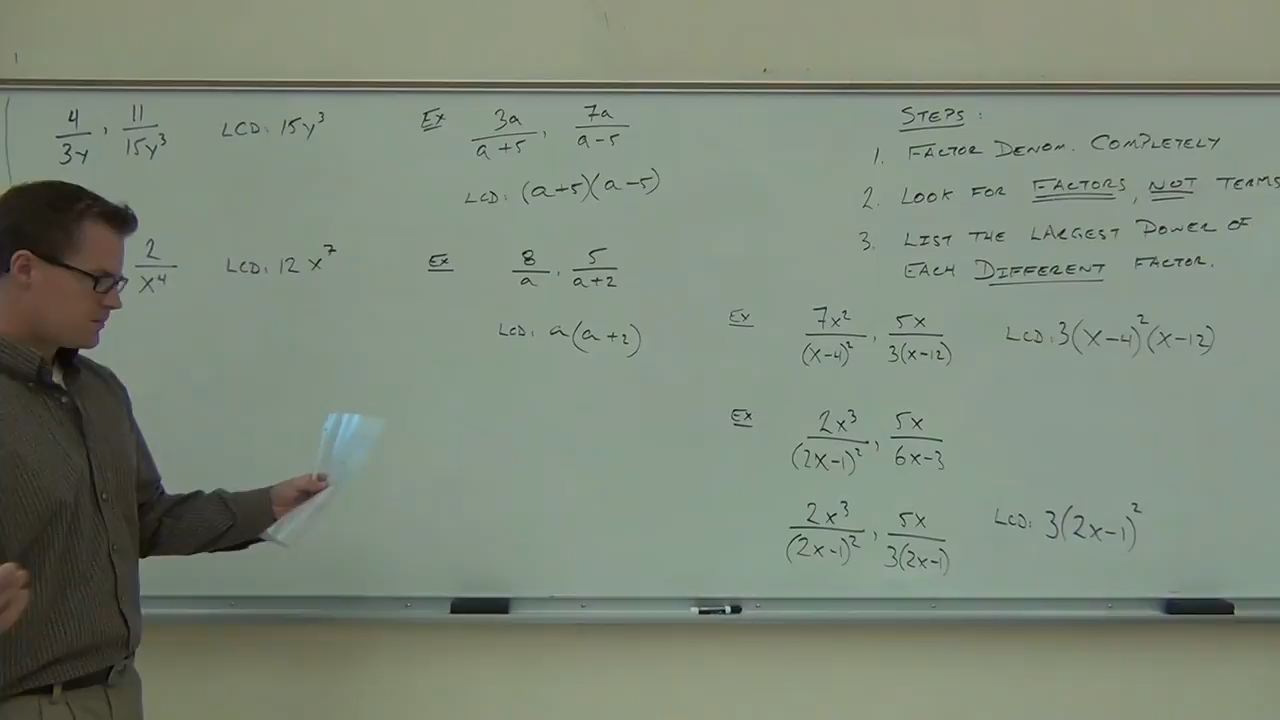 4/3y, 11/15y³ LCD: 15y³
2/x⁴ LCD: 12x⁷
Ex 3a/a+5, 7a/a-5
LCD: (a+5)(a-5)
Ex 8/a, 5/a+2
LCD: a(a+2)
STEPS:
1. FACTOR DENOM. COMPLETELY
2. LOOK FOR FACTORS, NOT TERMS
3. LIST THE LARGEST POWER OF
EACH DIFFERENT FACTOR.
Ex 7x²/(x-4)², 5x/3(x-12) LCD: 3(x-4)²(x-12)
Ex 2x³/(2x-1)², 5x/6x-3
2x³/(2x-1)², 5x/3(2x-1) LCD: 3(2x-1)²